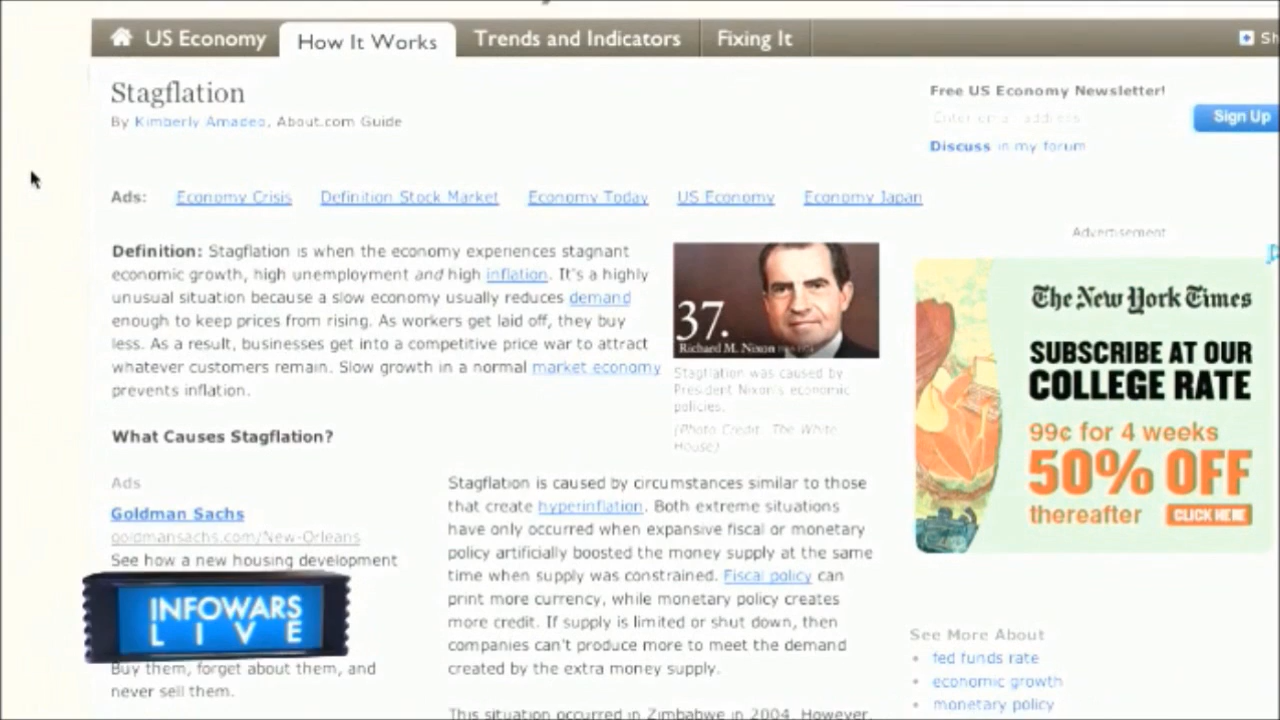 US Economy
How It Works
Trends and Indicators
Fixing It
Sh
Stagflation
By Kimberly Amadeo, About.com Guide
Free US Economy Newsletter!
Enter email address
Sign Up
Discuss in my forum
Ads:
Economy Crisis
Definition Stock Market
Economy Today
US Economy
Economy Japan
Definition: Stagflation is when the economy experiences stagnant
economic growth, high unemployment and high inflation. It's a highly
unusual situation because a slow economy usually reduces demand
enough to keep prices from rising. As workers get laid off, they buy
less. As a result, businesses get into a competitive price war to attract
whatever customers remain. Slow growth in a normal market economy
prevents inflation.
37.
Richard M. Nixon
Stagflation was caused by
President Nixon's economic
policies.
(Photo Credit: The White
House)
Advertisement
The New York Times
SUBSCRIBE AT OUR
COLLEGE RATE
99¢ for 4 weeks
50% OFF
thereafter
CLICK HERE
What Causes Stagflation?
Ads
Goldman Sachs
goldmansachs.com/New-Orleans
See how a new housing development
INFOWARS
LIVE
Buy them, forget about them, and
never sell them.
Stagflation is caused by circumstances similar to those
that create hyperinflation. Both extreme situations
have only occurred when expansive fiscal or monetary
policy artificially boosted the money supply at the same
time when supply was constrained. Fiscal policy can
print more currency, while monetary policy creates
more credit. If supply is limited or shut down, then
companies can't produce more to meet the demand
created by the extra money supply.
This situation occurred in Zimbabwe in 2004. However,
See More About
fed funds rate
economic growth
monetary policy